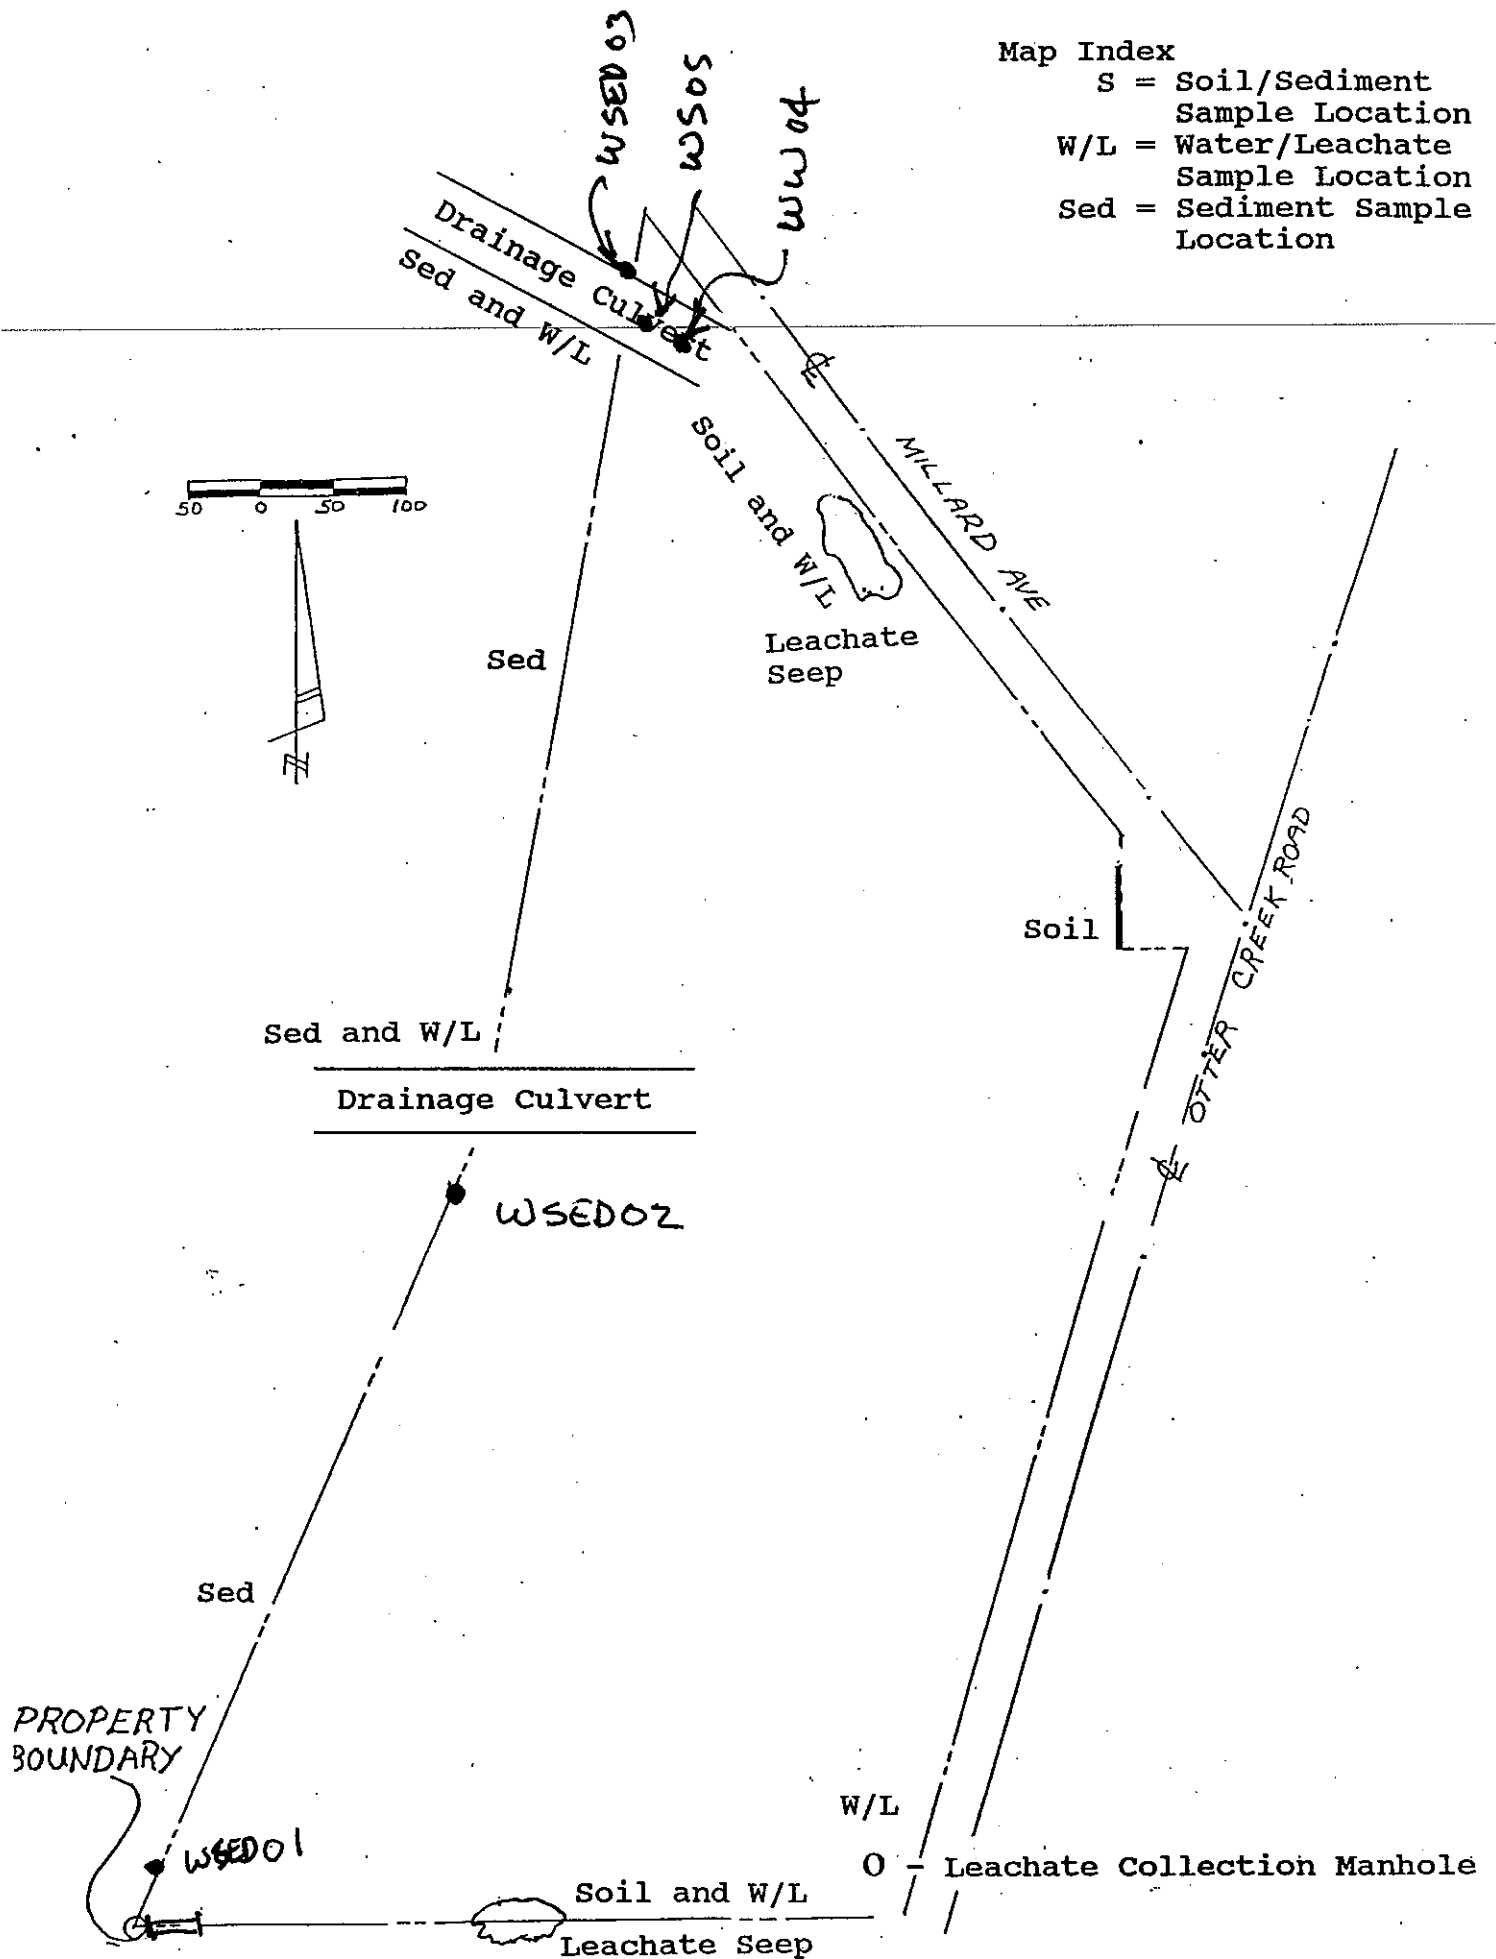 WSED03
WS05
WW04
Map Index
S = Soil/Sediment
Sample Location
W/L = Water/Leachate
Sample Location
Sed = Sediment Sample
Location
Drainage Culvert
Sed and W/L
℄
MILLARD AVE
Soil and W/L
50 0 50 100
Leachate
Seep
Sed
N
OTTER CREEK ROAD
Soil
Sed and W/L
Drainage Culvert
℄
WSED02
Sed
PROPERTY
BOUNDARY
W/L
WSED01
O - Leachate Collection Manhole
Soil and W/L
Leachate Seep